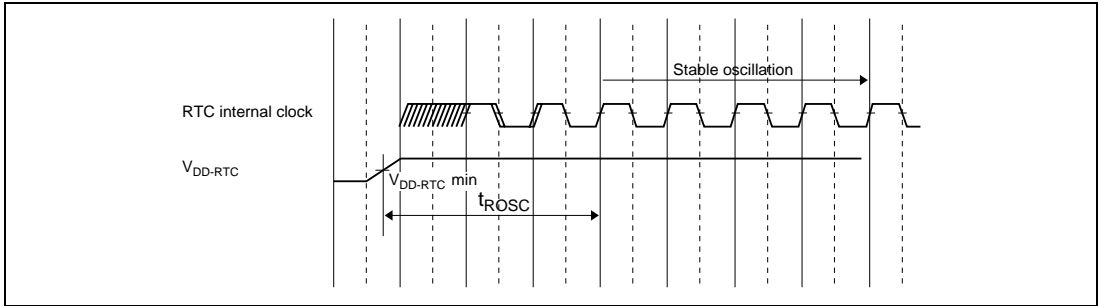 Stable oscillation
RTC internal clock
VDD-RTC
VDD-RTC min
tROSC